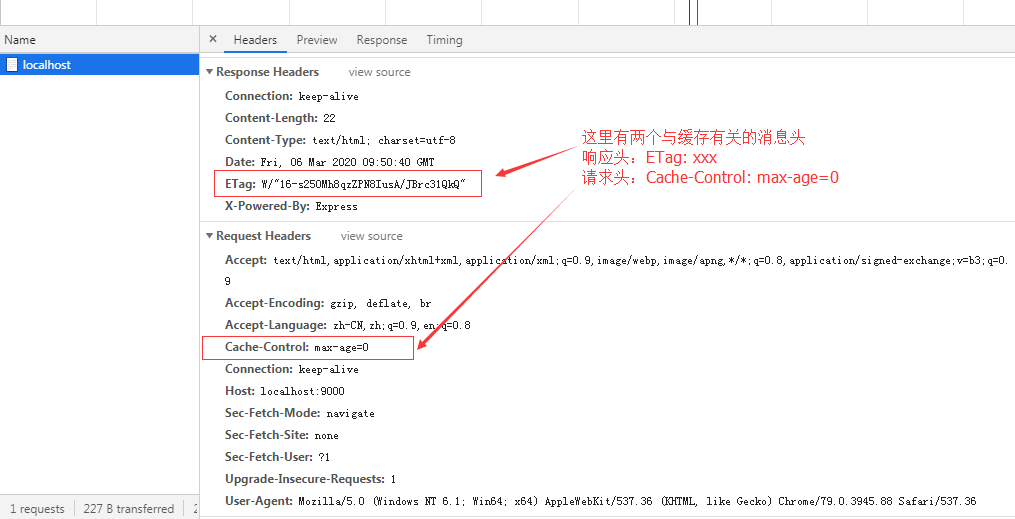 Name
× Headers Preview Response Timing
localhost
Response Headers view source
Connection: keep-alive
Content-Length: 22
Content-Type: text/html; charset=utf-8
Date: Fri, 06 Mar 2020 09:50:40 GMT
ETag: W/"16-s250Mh8qzZPN8IusA/JBrc31QkQ"
X-Powered-By: Express
这里有两个与缓存有关的消息头
响应头：ETag: xxx
请求头：Cache-Control: max-age=0
Request Headers view source
Accept: text/html,application/xhtml+xml,application/xml;q=0.9,image/webp,image/apng,*/*;q=0.8,application/signed-exchange;v=b3;q=0.
9
Accept-Encoding: gzip, deflate, br
Accept-Language: zh-CN,zh;q=0.9,en;q=0.8
Cache-Control: max-age=0
Connection: keep-alive
Host: localhost:9000
Sec-Fetch-Mode: navigate
Sec-Fetch-Site: none
Sec-Fetch-User: ?1
Upgrade-Insecure-Requests: 1
User-Agent: Mozilla/5.0 (Windows NT 6.1; Win64; x64) AppleWebKit/537.36 (KHTML, like Gecko) Chrome/79.0.3945.88 Safari/537.36
1 requests 227 B transferred